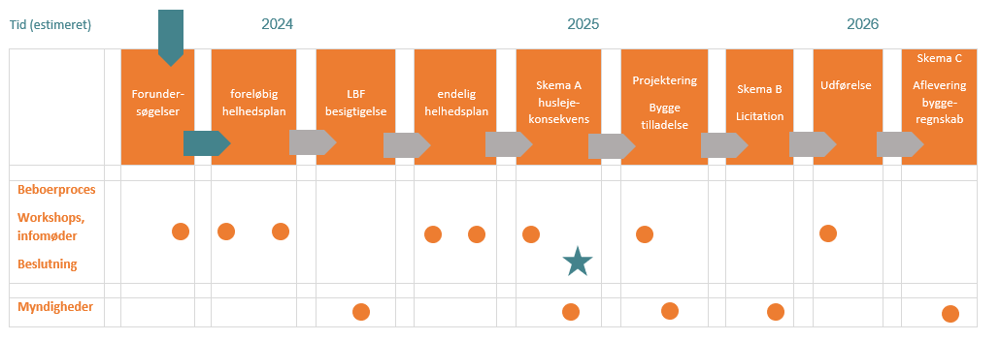 Tid (estimeret)
2024
2025
2026
Forunder-
søgelser
foreløbig
helhedsplan
LBF
besigtigelse
endelig
helhedsplan
Skema A
husleje-
konsekvens
Projektering
Bygge
tilladelse
Skema B
Licitation
Udførelse
Skema C
Aflevering
bygge-
regnskab
Beboerproces
Workshops,
infomøder
Beslutning
Myndigheder